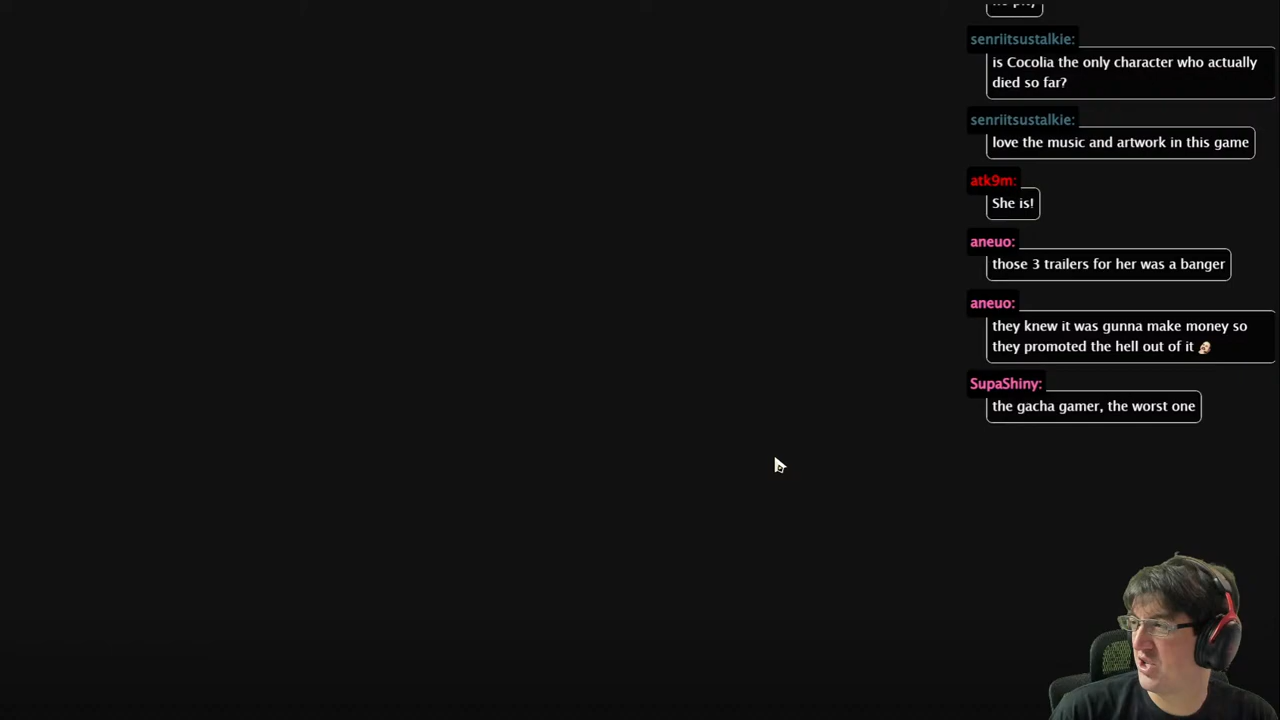 senriitsustalkie:
is Cocolia the only character who actually
died so far?
senriitsustalkie:
love the music and artwork in this game
atk9m:
She is!
aneuo:
those 3 trailers for her was a banger
aneuo:
they knew it was gunna make money so
they promoted the hell out of it
SupaShiny:
the gacha gamer, the worst one